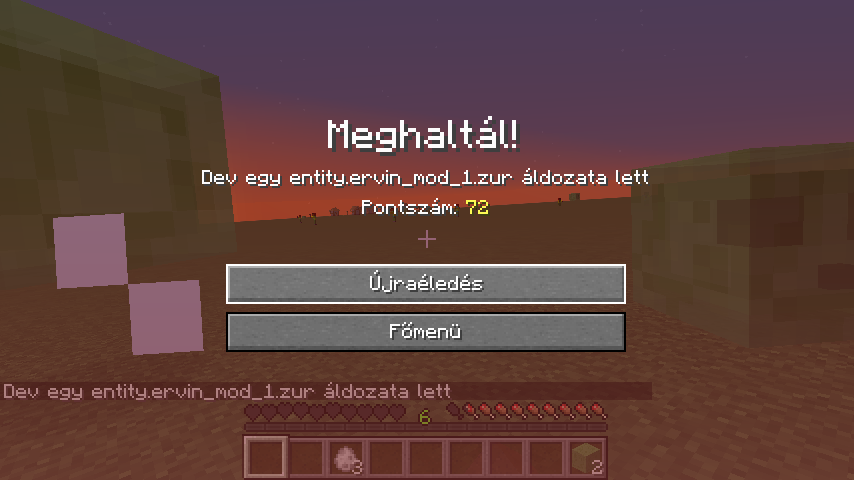 Meghaltál!
Dev egy entity.ervin_mod_1.zur áldozata lett
Pontszám: 72
Újraéledés
Főmenü
Dev egy entity.ervin_mod_1.zur áldozata lett
6
3
2